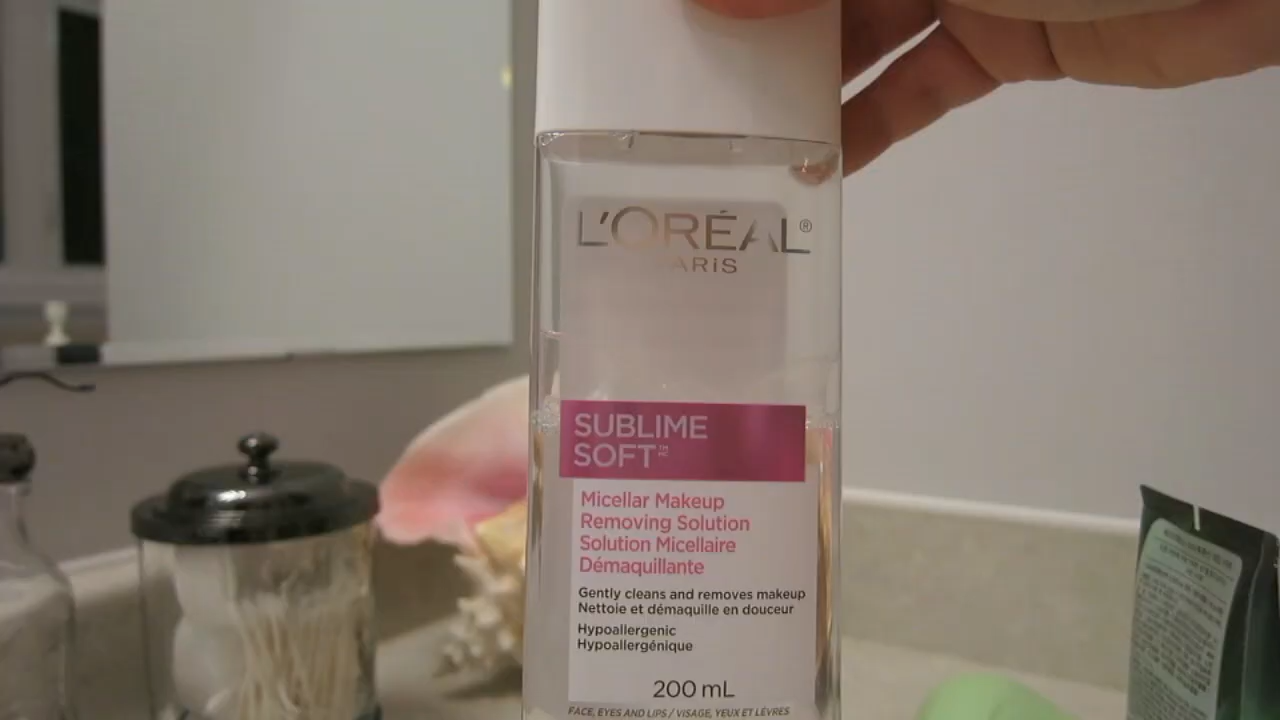 L'ORÉAL®
PARiS
SUBLIME
SOFT
Micellar Makeup
Removing Solution
Solution Micellaire
Démaquillante
Gently cleans and removes makeup
Nettoie et démaquille en douceur
Hypoallergenic
Hypoallergénique
200 mL
FACE, EYES AND LIPS / VISAGE, YEUX ET LÈVRES